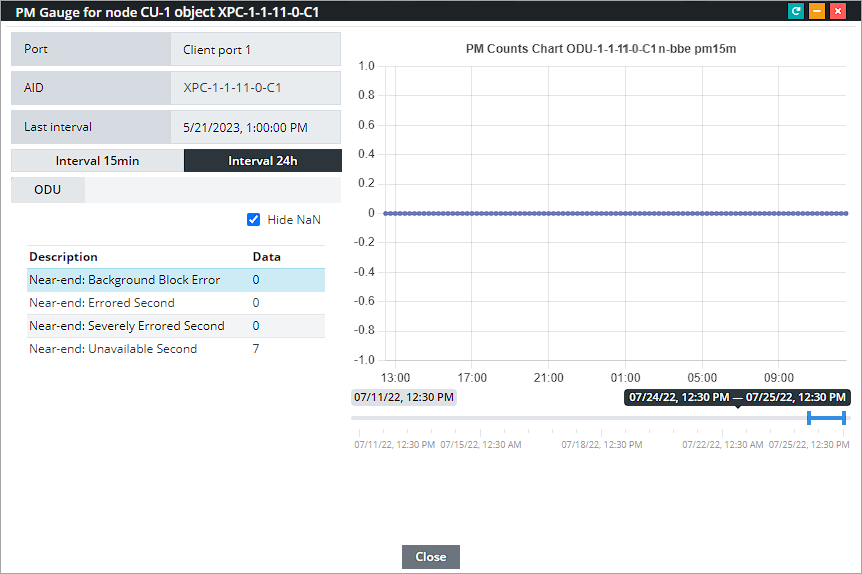 PM Gauge for node CU-1 object XPC-1-1-11-0-C1
Port Client port 1
AID XPC-1-1-11-0-C1
Last interval 5/21/2023, 1:00:00 PM
Interval 15min Interval 24h
ODU
Hide NaN
Description Data
Near-end: Background Block Error 0
Near-end: Errored Second 0
Near-end: Severely Errored Second 0
Near-end: Unavailable Second 7
PM Counts Chart ODU-1-1-11-0-C1 n-bbe pm15m
1.0
0.8
0.6
0.4
0.2
0
-0.2
-0.4
-0.6
-0.8
-1.0
13:00 17:00 21:00 01:00 05:00 09:00
07/11/22, 12:30 PM 07/24/22, 12:30 PM — 07/25/22, 12:30 PM
07/11/22, 12:30 PM 07/15/22, 12:30 AM 07/18/22, 12:30 PM 07/22/22, 12:30 AM 07/25/22, 12:30 PM
Close